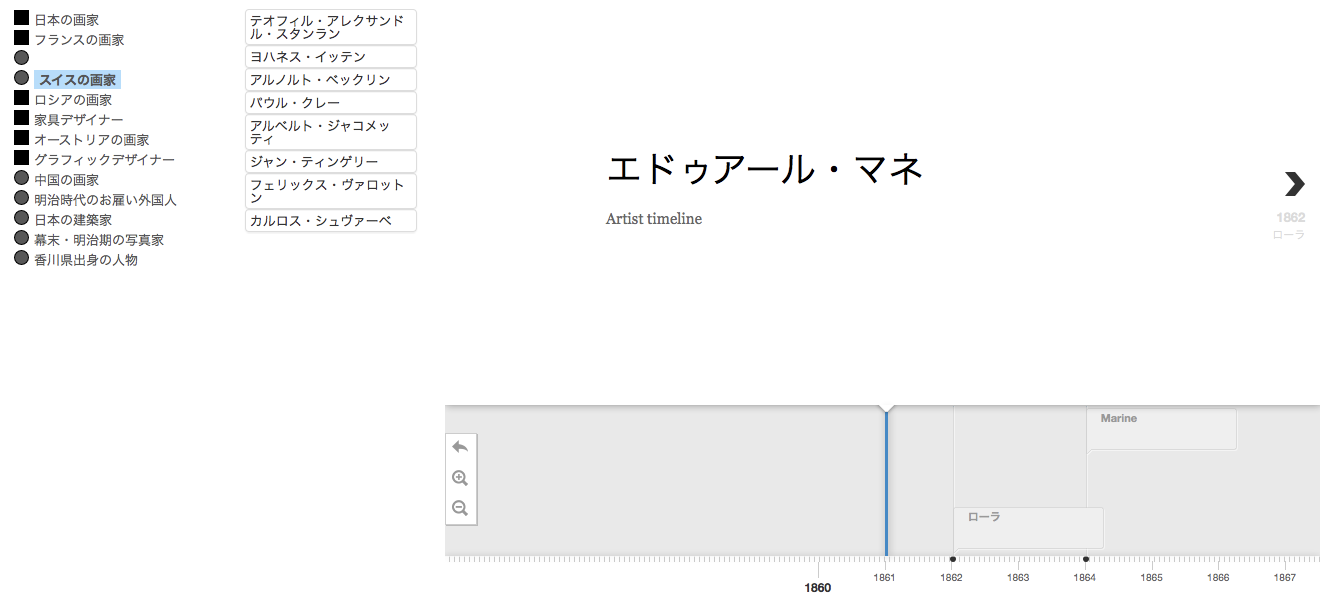 日本の画家
フランスの画家
スイスの画家
ロシアの画家
家具デザイナー
オーストリアの画家
グラフィックデザイナー
中国の画家
明治時代のお雇い外国人
日本の建築家
幕末・明治期の写真家
香川県出身の人物
テオフィル・アレクサンド
ル・スタンラン
ヨハネス・イッテン
アルノルト・ベックリン
パウル・クレー
アルベルト・ジャコメッ
ティ
ジャン・ティンゲリー
フェリックス・ヴァロット
ン
カルロス・シュヴァーベ
エドゥアール・マネ
Artist timeline
1862
ローラ
Marine
ローラ
1860
1861
1862
1863
1864
1865
1866
1867